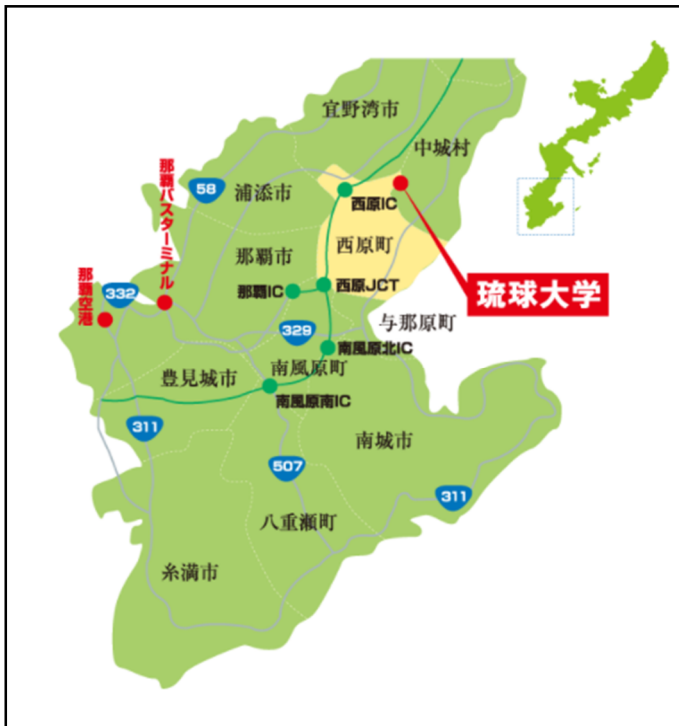 宜野湾市
中城村
那覇バスターミナル
58
浦添市
西原IC
西原町
那覇市
琉球大学
那覇空港
332
那覇IC
西原JCT
与那原町
329
南風原北IC
南風原町
豊見城市
南風原南IC
311
南城市
507
311
八重瀬町
糸満市